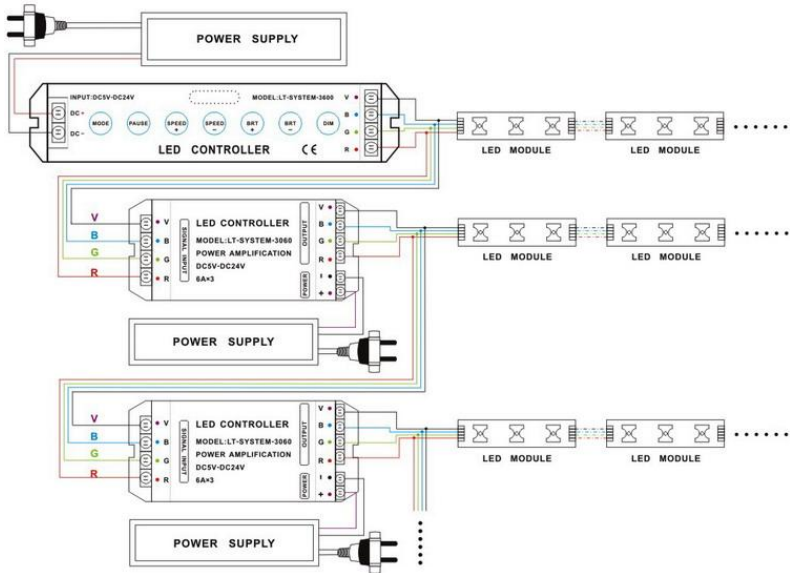 POWER SUPPLY
INPUT:DC5V-DC24V
MODEL:LT-SYSTEM-3600
V
DC-
B
MODE
PAUSE
SPEED
+
SPEED
−
BRT
+
BRT
−
DIM
DC-
G
LED CONTROLLER
CE
R
LED MODULE
LED MODULE
V
B
G
R
V
B
G
R
SIGNAL INPUT
LED CONTROLLER
MODEL:LT-SYSTEM-3060
POWER AMPLIFICATION
DC5V-DC24V
6A×3
OUTPUT
POWER
V
B
G
R
I
+
LED MODULE
LED MODULE
POWER SUPPLY
V
B
G
R
V
B
G
R
SIGNAL INPUT
LED CONTROLLER
MODEL:LT-SYSTEM-3060
POWER AMPLIFICATION
DC5V-DC24V
6A×3
OUTPUT
POWER
V
B
G
R
I
+
LED MODULE
LED MODULE
POWER SUPPLY